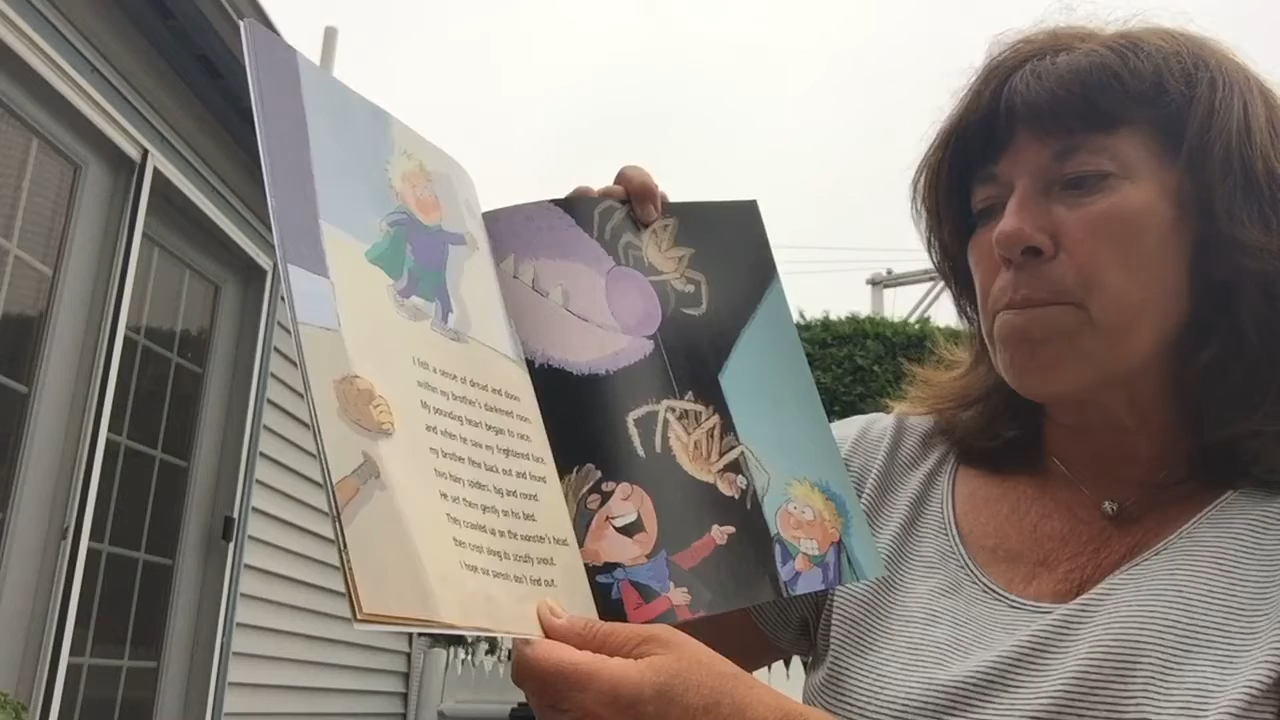 I felt a sense of dread and doom
within my brother's darkened room.
My pounding heart began to race,
and when he saw my frightened face,
my brother flew back out and found
two hairy spiders, big and round.
He set them gently on his bed.
They crawled up on the monster's head,
then crept along its scruffy snout.
I hope our parents don't find out.